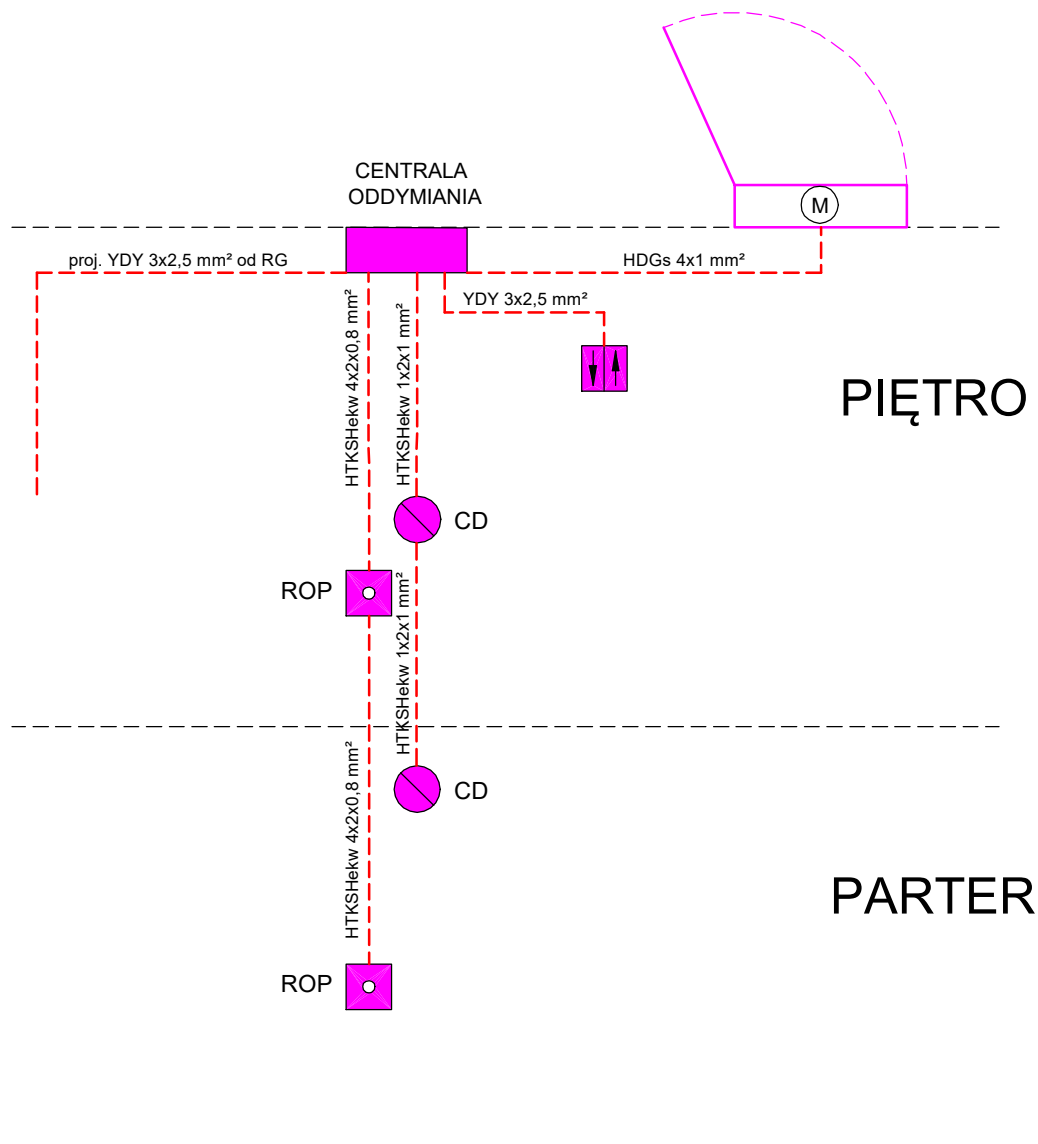 CENTRALA
ODDYMIANIA
M
proj. YDY 3x2,5 mm² od RG
HDGs 4x1 mm²
YDY 3x2,5 mm²
HTKSHekw 4x2x0,8 mm²
HTKSHekw 1x2x1 mm²
PIĘTRO
CD
ROP
HTKSHekw 1x2x1 mm²
HTKSHekw 4x2x0,8 mm²
CD
PARTER
ROP